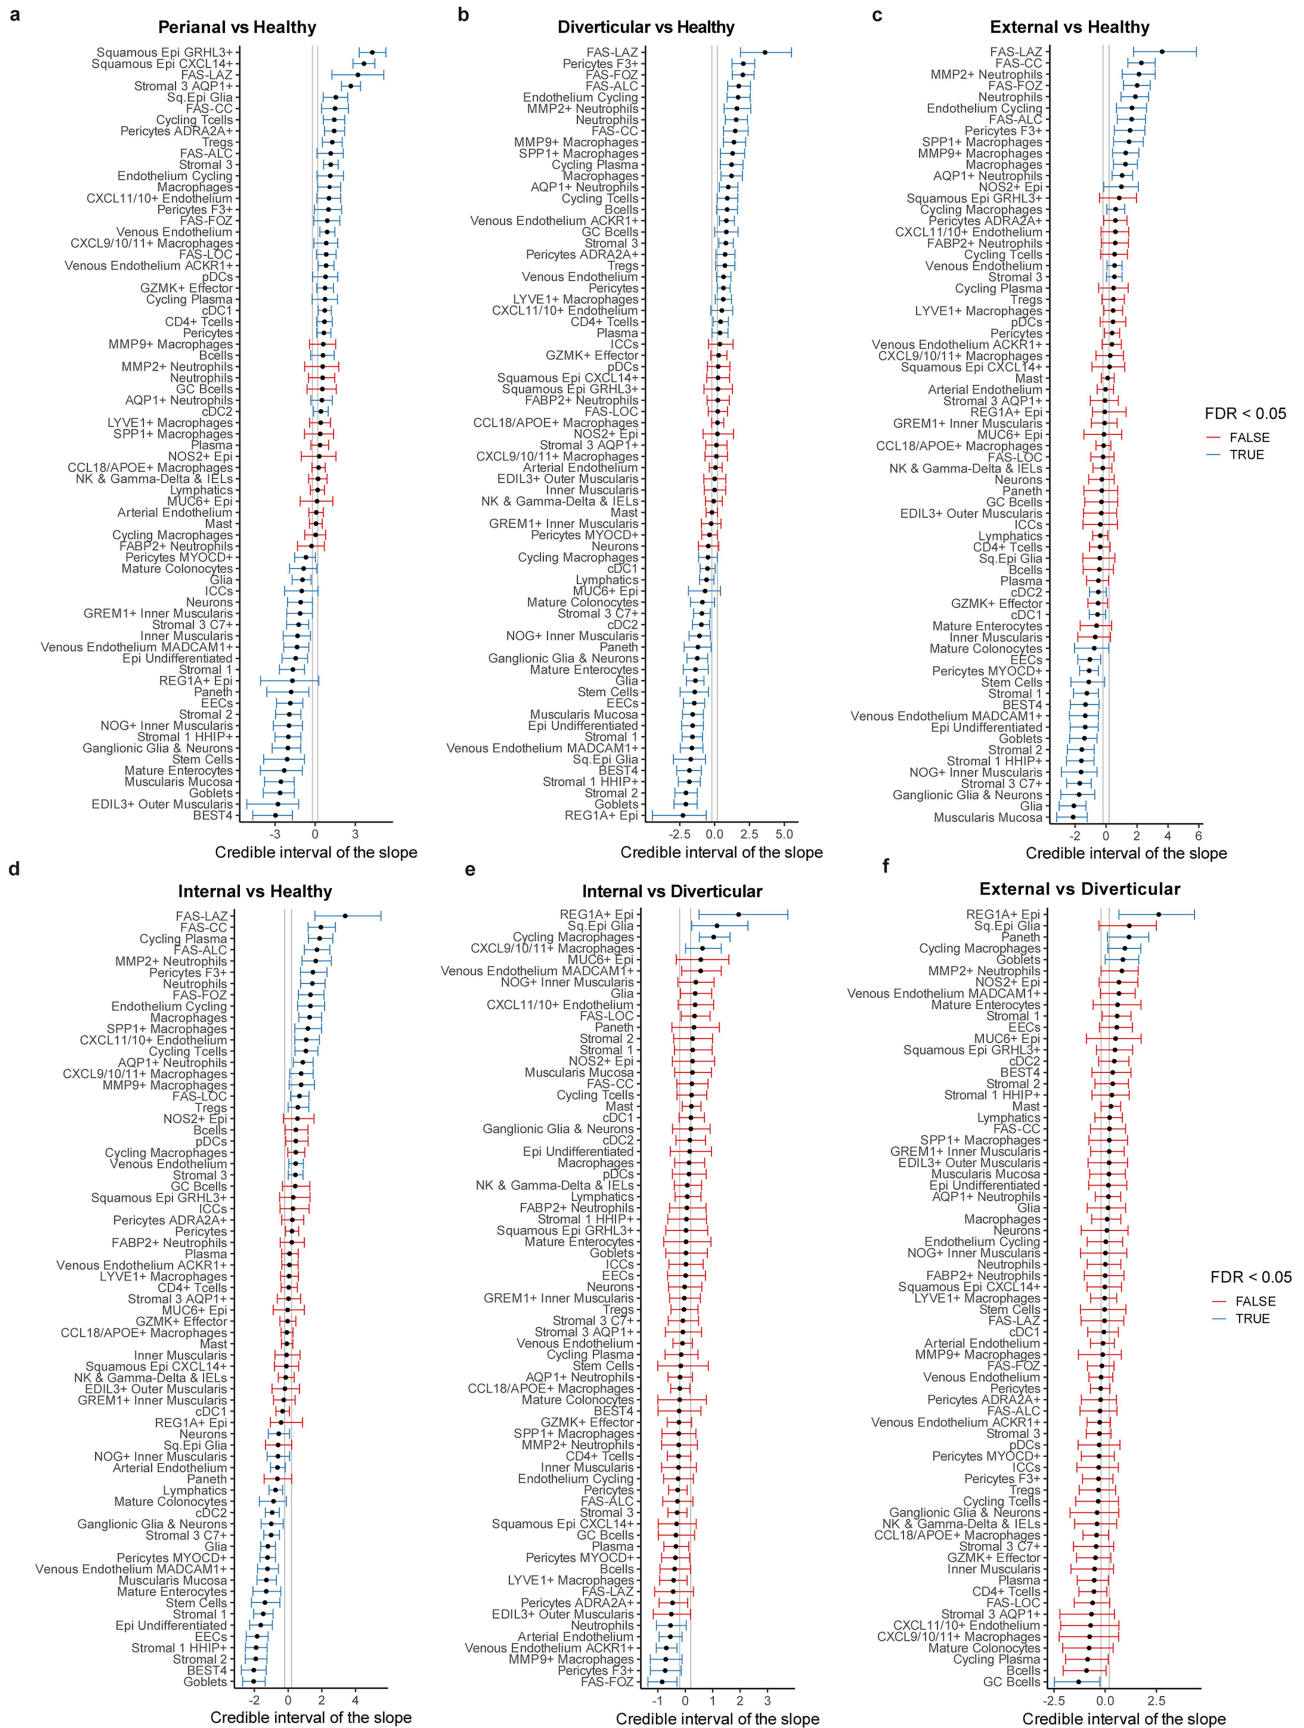 a
Perianal vs Healthy
Squamous Epi GRHL3+
Squamous Epi CXCL14+
FAS-LAZ
Stromal 3 AQP1+
Sq.Epi Glia
FAS-CC
Cycling Tcells
Pericytes ADRA2A+
Tregs
FAS-ALC
Stromal 3
Endothelium Cycling
Macrophages
CXCL11/10+ Endothelium
Pericytes F3+
FAS-FOZ
Venous Endothelium
CXCL9/10/11+ Macrophages
FAS-LOC
Venous Endothelium ACKR1+
pDCs
GZMK+ Effector
Cycling Plasma
cDC1
CD4+ Tcells
Pericytes
MMP9+ Macrophages
Bcells
MMP2+ Neutrophils
Neutrophils
GC Bcells
AQP1+ Neutrophils
cDC2
LYVE1+ Macrophages
SPP1+ Macrophages
Plasma
NOS2+ Epi
CCL18/APOE+ Macrophages
NK & Gamma-Delta & IELs
Lymphatics
MUC6+ Epi
Arterial Endothelium
Mast
Cycling Macrophages
FABP2+ Neutrophils
Pericytes MYOCD+
Mature Colonocytes
Glia
ICCs
Neurons
GREM1+ Inner Muscularis
Stromal 3 C7+
Inner Muscularis
Venous Endothelium MADCAM1+
Epi Undifferentiated
Stromal 1
REG1A+ Epi
Paneth
EECs
Stromal 2
NOG+ Inner Muscularis
Stromal 1 HHIP+
Ganglionic Glia & Neurons
Stem Cells
Mature Enterocytes
Muscularis Mucosa
Goblets
EDIL3+ Outer Muscularis
BEST4
-3 0 3
Credible interval of the slope
b
Diverticular vs Healthy
FAS-LAZ
Pericytes F3+
FAS-FOZ
FAS-ALC
Endothelium Cycling
MMP2+ Neutrophils
Neutrophils
FAS-CC
MMP9+ Macrophages
SPP1+ Macrophages
Cycling Plasma
Macrophages
AQP1+ Neutrophils
Cycling Tcells
Bcells
Venous Endothelium ACKR1+
GC Bcells
Stromal 3
Pericytes ADRA2A+
Tregs
Venous Endothelium
Pericytes
LYVE1+ Macrophages
CXCL11/10+ Endothelium
CD4+ Tcells
Plasma
ICCs
GZMK+ Effector
pDCs
Squamous Epi CXCL14+
Squamous Epi GRHL3+
FABP2+ Neutrophils
FAS-LOC
CCL18/APOE+ Macrophages
NOS2+ Epi
Stromal 3 AQP1+
CXCL9/10/11+ Macrophages
Arterial Endothelium
EDIL3+ Outer Muscularis
Inner Muscularis
NK & Gamma-Delta & IELs
Mast
GREM1+ Inner Muscularis
Pericytes MYOCD+
Neurons
Cycling Macrophages
cDC1
Lymphatics
MUC6+ Epi
Mature Colonocytes
Stromal 3 C7+
cDC2
NOG+ Inner Muscularis
Paneth
Ganglionic Glia & Neurons
Mature Enterocytes
Glia
Stem Cells
EECs
Muscularis Mucosa
Epi Undifferentiated
Stromal 1
Venous Endothelium MADCAM1+
Sq.Epi Glia
BEST4
Stromal 1 HHIP+
Stromal 2
Goblets
REG1A+ Epi
-2.5 0.0 2.5 5.0
Credible interval of the slope
c
External vs Healthy
FAS-LAZ
FAS-CC
MMP2+ Neutrophils
FAS-FOZ
Neutrophils
Endothelium Cycling
FAS-ALC
Pericytes F3+
SPP1+ Macrophages
MMP9+ Macrophages
Macrophages
AQP1+ Neutrophils
NOS2+ Epi
Squamous Epi GRHL3+
Cycling Macrophages
Pericytes ADRA2A+
CXCL11/10+ Endothelium
FABP2+ Neutrophils
Cycling Tcells
Venous Endothelium
Stromal 3
Cycling Plasma
Tregs
LYVE1+ Macrophages
pDCs
Pericytes
Venous Endothelium ACKR1+
CXCL9/10/11+ Macrophages
Squamous Epi CXCL14+
Mast
Arterial Endothelium
Stromal 3 AQP1+
REG1A+ Epi
GREM1+ Inner Muscularis
MUC6+ Epi
CCL18/APOE+ Macrophages
FAS-LOC
NK & Gamma-Delta & IELs
Neurons
Paneth
GC Bcells
EDIL3+ Outer Muscularis
ICCs
Lymphatics
CD4+ Tcells
Sq.Epi Glia
Bcells
Plasma
cDC2
GZMK+ Effector
cDC1
Mature Enterocytes
Inner Muscularis
Mature Colonocytes
EECs
Pericytes MYOCD+
Stem Cells
Stromal 1
BEST4
Venous Endothelium MADCAM1+
Epi Undifferentiated
Goblets
Stromal 2
Stromal 1 HHIP+
NOG+ Inner Muscularis
Stromal 3 C7+
Ganglionic Glia & Neurons
Glia
Muscularis Mucosa
-2 0 2 4 6
Credible interval of the slope
FDR < 0.05
FALSE
TRUE
d
Internal vs Healthy
FAS-LAZ
FAS-CC
Cycling Plasma
FAS-ALC
MMP2+ Neutrophils
Pericytes F3+
Neutrophils
FAS-FOZ
Endothelium Cycling
Macrophages
SPP1+ Macrophages
CXCL11/10+ Endothelium
Cycling Tcells
AQP1+ Neutrophils
CXCL9/10/11+ Macrophages
MMP9+ Macrophages
FAS-LOC
Tregs
NOS2+ Epi
Bcells
pDCs
Cycling Macrophages
Venous Endothelium
Stromal 3
GC Bcells
Squamous Epi GRHL3+
ICCs
Pericytes ADRA2A+
Pericytes
FABP2+ Neutrophils
Plasma
Venous Endothelium ACKR1+
LYVE1+ Macrophages
CD4+ Tcells
Stromal 3 AQP1+
MUC6+ Epi
GZMK+ Effector
CCL18/APOE+ Macrophages
Mast
Inner Muscularis
Squamous Epi CXCL14+
NK & Gamma-Delta & IELs
EDIL3+ Outer Muscularis
GREM1+ Inner Muscularis
cDC1
REG1A+ Epi
Neurons
Sq.Epi Glia
NOG+ Inner Muscularis
Arterial Endothelium
Paneth
Lymphatics
Mature Colonocytes
cDC2
Ganglionic Glia & Neurons
Stromal 3 C7+
Glia
Pericytes MYOCD+
Venous Endothelium MADCAM1+
Muscularis Mucosa
Mature Enterocytes
Stem Cells
Stromal 1
Epi Undifferentiated
EECs
Stromal 1 HHIP+
Stromal 2
BEST4
Goblets
-2 0 2 4
Credible interval of the slope
e
Internal vs Diverticular
REG1A+ Epi
Sq.Epi Glia
Cycling Macrophages
CXCL9/10/11+ Macrophages
MUC6+ Epi
Venous Endothelium MADCAM1+
NOG+ Inner Muscularis
Glia
CXCL11/10+ Endothelium
FAS-LOC
Paneth
Stromal 2
Stromal 1
NOS2+ Epi
Muscularis Mucosa
FAS-CC
Cycling Tcells
Mast
cDC1
Ganglionic Glia & Neurons
cDC2
Epi Undifferentiated
Macrophages
pDCs
NK & Gamma-Delta & IELs
Lymphatics
FABP2+ Neutrophils
Stromal 1 HHIP+
Squamous Epi GRHL3+
Mature Enterocytes
Goblets
ICCs
EECs
Neurons
GREM1+ Inner Muscularis
Tregs
Stromal 3 C7+
Stromal 3 AQP1+
Venous Endothelium
Cycling Plasma
Stem Cells
AQP1+ Neutrophils
CCL18/APOE+ Macrophages
Mature Colonocytes
BEST4
GZMK+ Effector
SPP1+ Macrophages
MMP2+ Neutrophils
CD4+ Tcells
Inner Muscularis
Endothelium Cycling
Pericytes
FAS-ALC
Stromal 3
Squamous Epi CXCL14+
GC Bcells
Plasma
Pericytes MYOCD+
Bcells
LYVE1+ Macrophages
FAS-LAZ
Pericytes ADRA2A+
EDIL3+ Outer Muscularis
Neutrophils
Arterial Endothelium
Venous Endothelium ACKR1+
MMP9+ Macrophages
Pericytes F3+
FAS-FOZ
-1 0 1 2 3
Credible interval of the slope
f
External vs Diverticular
REG1A+ Epi
Sq.Epi Glia
Paneth
Cycling Macrophages
Goblets
MMP2+ Neutrophils
NOS2+ Epi
Venous Endothelium MADCAM1+
Mature Enterocytes
Stromal 1
EECs
MUC6+ Epi
Squamous Epi GRHL3+
cDC2
BEST4
Stromal 2
Stromal 1 HHIP+
Mast
Lymphatics
FAS-CC
SPP1+ Macrophages
GREM1+ Inner Muscularis
EDIL3+ Outer Muscularis
Muscularis Mucosa
Epi Undifferentiated
AQP1+ Neutrophils
Glia
Macrophages
Neurons
Endothelium Cycling
NOG+ Inner Muscularis
Neutrophils
FABP2+ Neutrophils
Squamous Epi CXCL14+
LYVE1+ Macrophages
Stem Cells
FAS-LAZ
cDC1
Arterial Endothelium
MMP9+ Macrophages
FAS-FOZ
Venous Endothelium
Pericytes
Pericytes ADRA2A+
FAS-ALC
Venous Endothelium ACKR1+
Stromal 3
pDCs
Pericytes MYOCD+
ICCs
Pericytes F3+
Tregs
Cycling Tcells
Ganglionic Glia & Neurons
NK & Gamma-Delta & IELs
CCL18/APOE+ Macrophages
Stromal 3 C7+
GZMK+ Effector
Inner Muscularis
Plasma
CD4+ Tcells
FAS-LOC
Stromal 3 AQP1+
CXCL11/10+ Endothelium
CXCL9/10/11+ Macrophages
Mature Colonocytes
Cycling Plasma
Bcells
GC Bcells
-2.5 0.0 2.5
Credible interval of the slope
FDR < 0.05
FALSE
TRUE